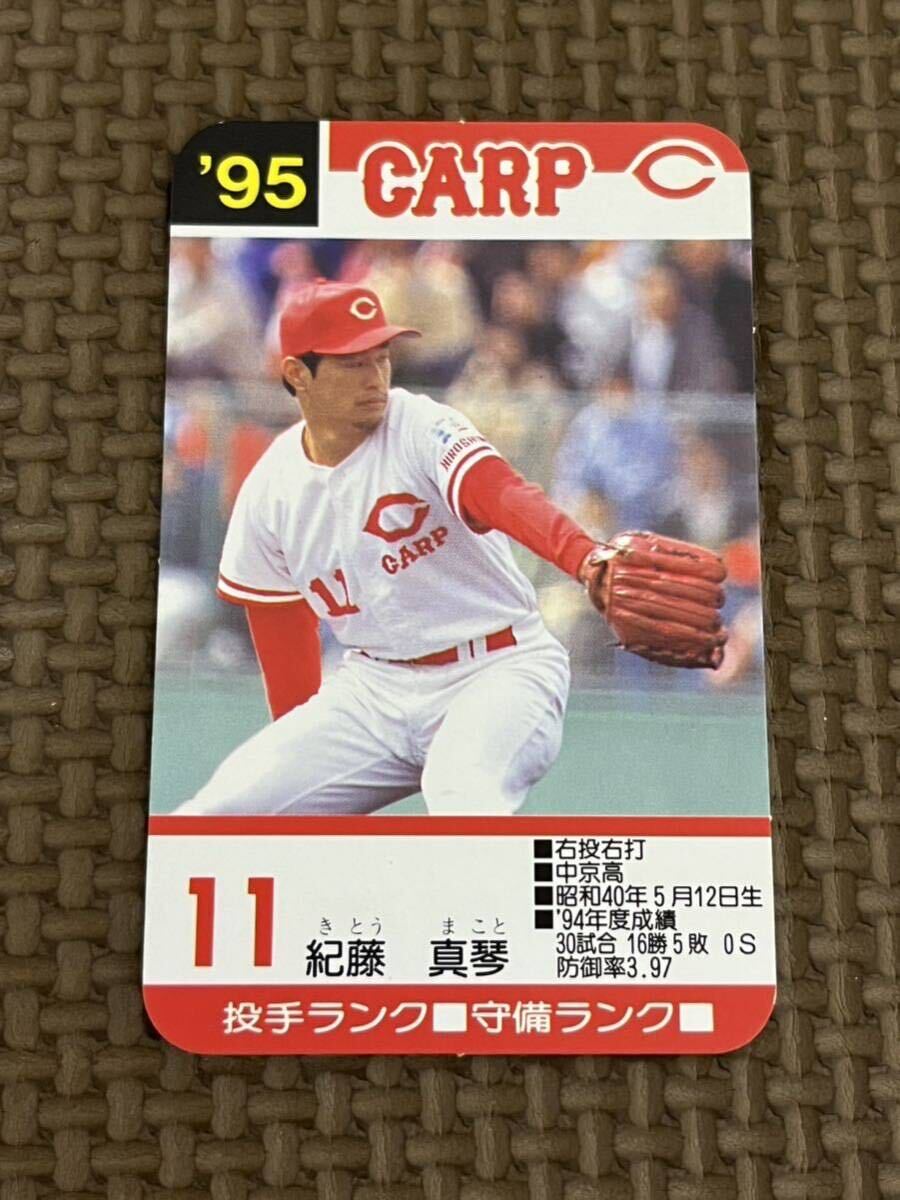 '95 CARP C
C
HIROSHIMA
C
CARP
11
■右投右打
■中京高
■昭和40年5月12日生
■'94年度成績
30試合 16勝5敗 0S
防御率3.97
11
きとう まこと
紀藤 真琴
投手ランク□守備ランク□